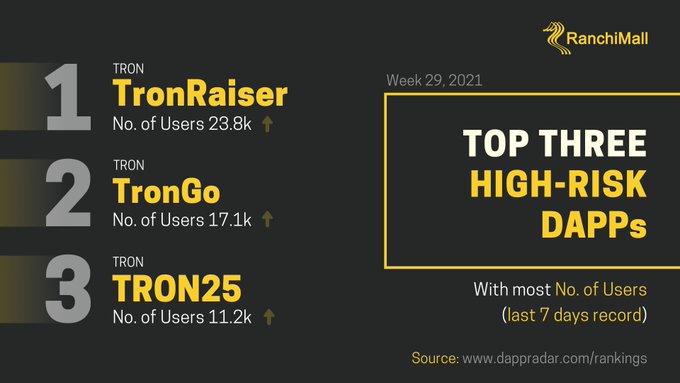 RanchiMall
Week 29, 2021
TOP THREE
HIGH-RISK
DAPPs
With most No. of Users
(last 7 days record)
1
TRON
TronRaiser
No. of Users 23.8k
2
TRON
TronGo
No. of Users 17.1k
3
TRON
TRON25
No. of Users 11.2k
Source: www.dappradar.com/rankings